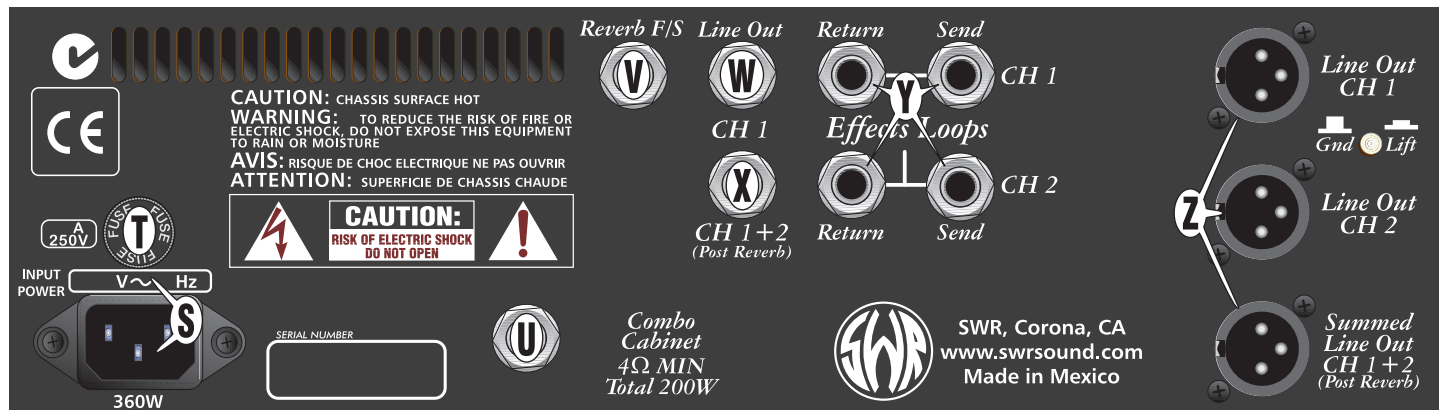 Reverb F/S
Line Out
Return
Send
V
W
Y
CH 1
CH 1
Effects Loops
X
CH 2
CH 1+2
(Post Reverb)
Return
Send
CE
CAUTION: CHASSIS SURFACE HOT
WARNING: TO REDUCE THE RISK OF FIRE OR
ELECTRIC SHOCK, DO NOT EXPOSE THIS EQUIPMENT
TO RAIN OR MOISTURE
AVIS: RISQUE DE CHOC ELECTRIQUE NE PAS OUVRIR
ATTENTION: SUPERFICIE DE CHASSIS CHAUDE
CAUTION:
RISK OF ELECTRIC SHOCK
DO NOT OPEN
A
250V
FUSE FUSE FUSE
T
INPUT
POWER
V~ Hz
S
360W
SERIAL NUMBER
U
Combo
Cabinet
4Ω MIN
Total 200W
SWR
SWR, Corona, CA
www.swrsound.com
Made in Mexico
Line Out
CH 1
Gnd Lift
Z
Line Out
CH 2
Summed
Line Out
CH 1+2
(Post Reverb)